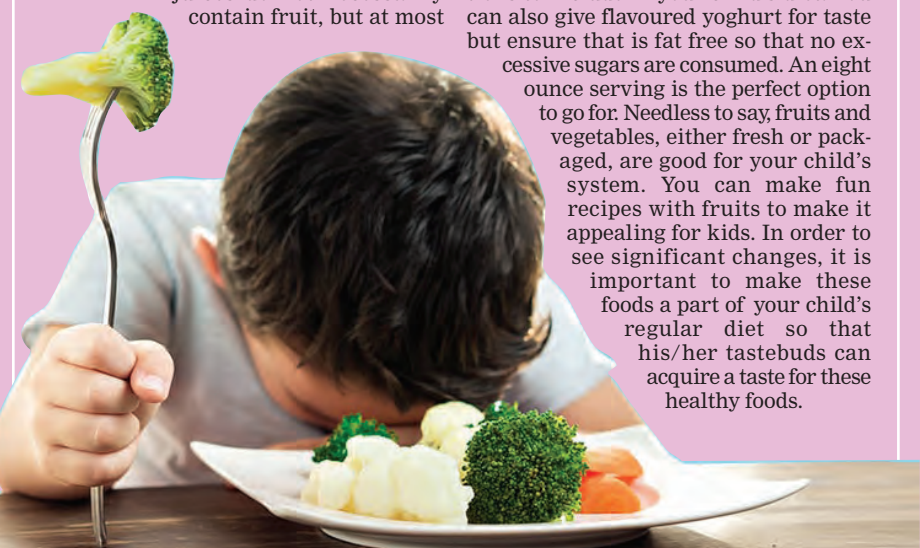 contain fruit, but at most
can also give flavoured yoghurt for taste
but ensure that is fat free so that no ex-
cessive sugars are consumed. An eight
ounce serving is the perfect option
to go for. Needless to say, fruits and
vegetables, either fresh or pack-
aged, are good for your child's
system. You can make fun
recipes with fruits to make it
appealing for kids. In order to
see significant changes, it is
important to make these
foods a part of your child's
regular diet so that
his/her tastebuds can
acquire a taste for these
healthy foods.